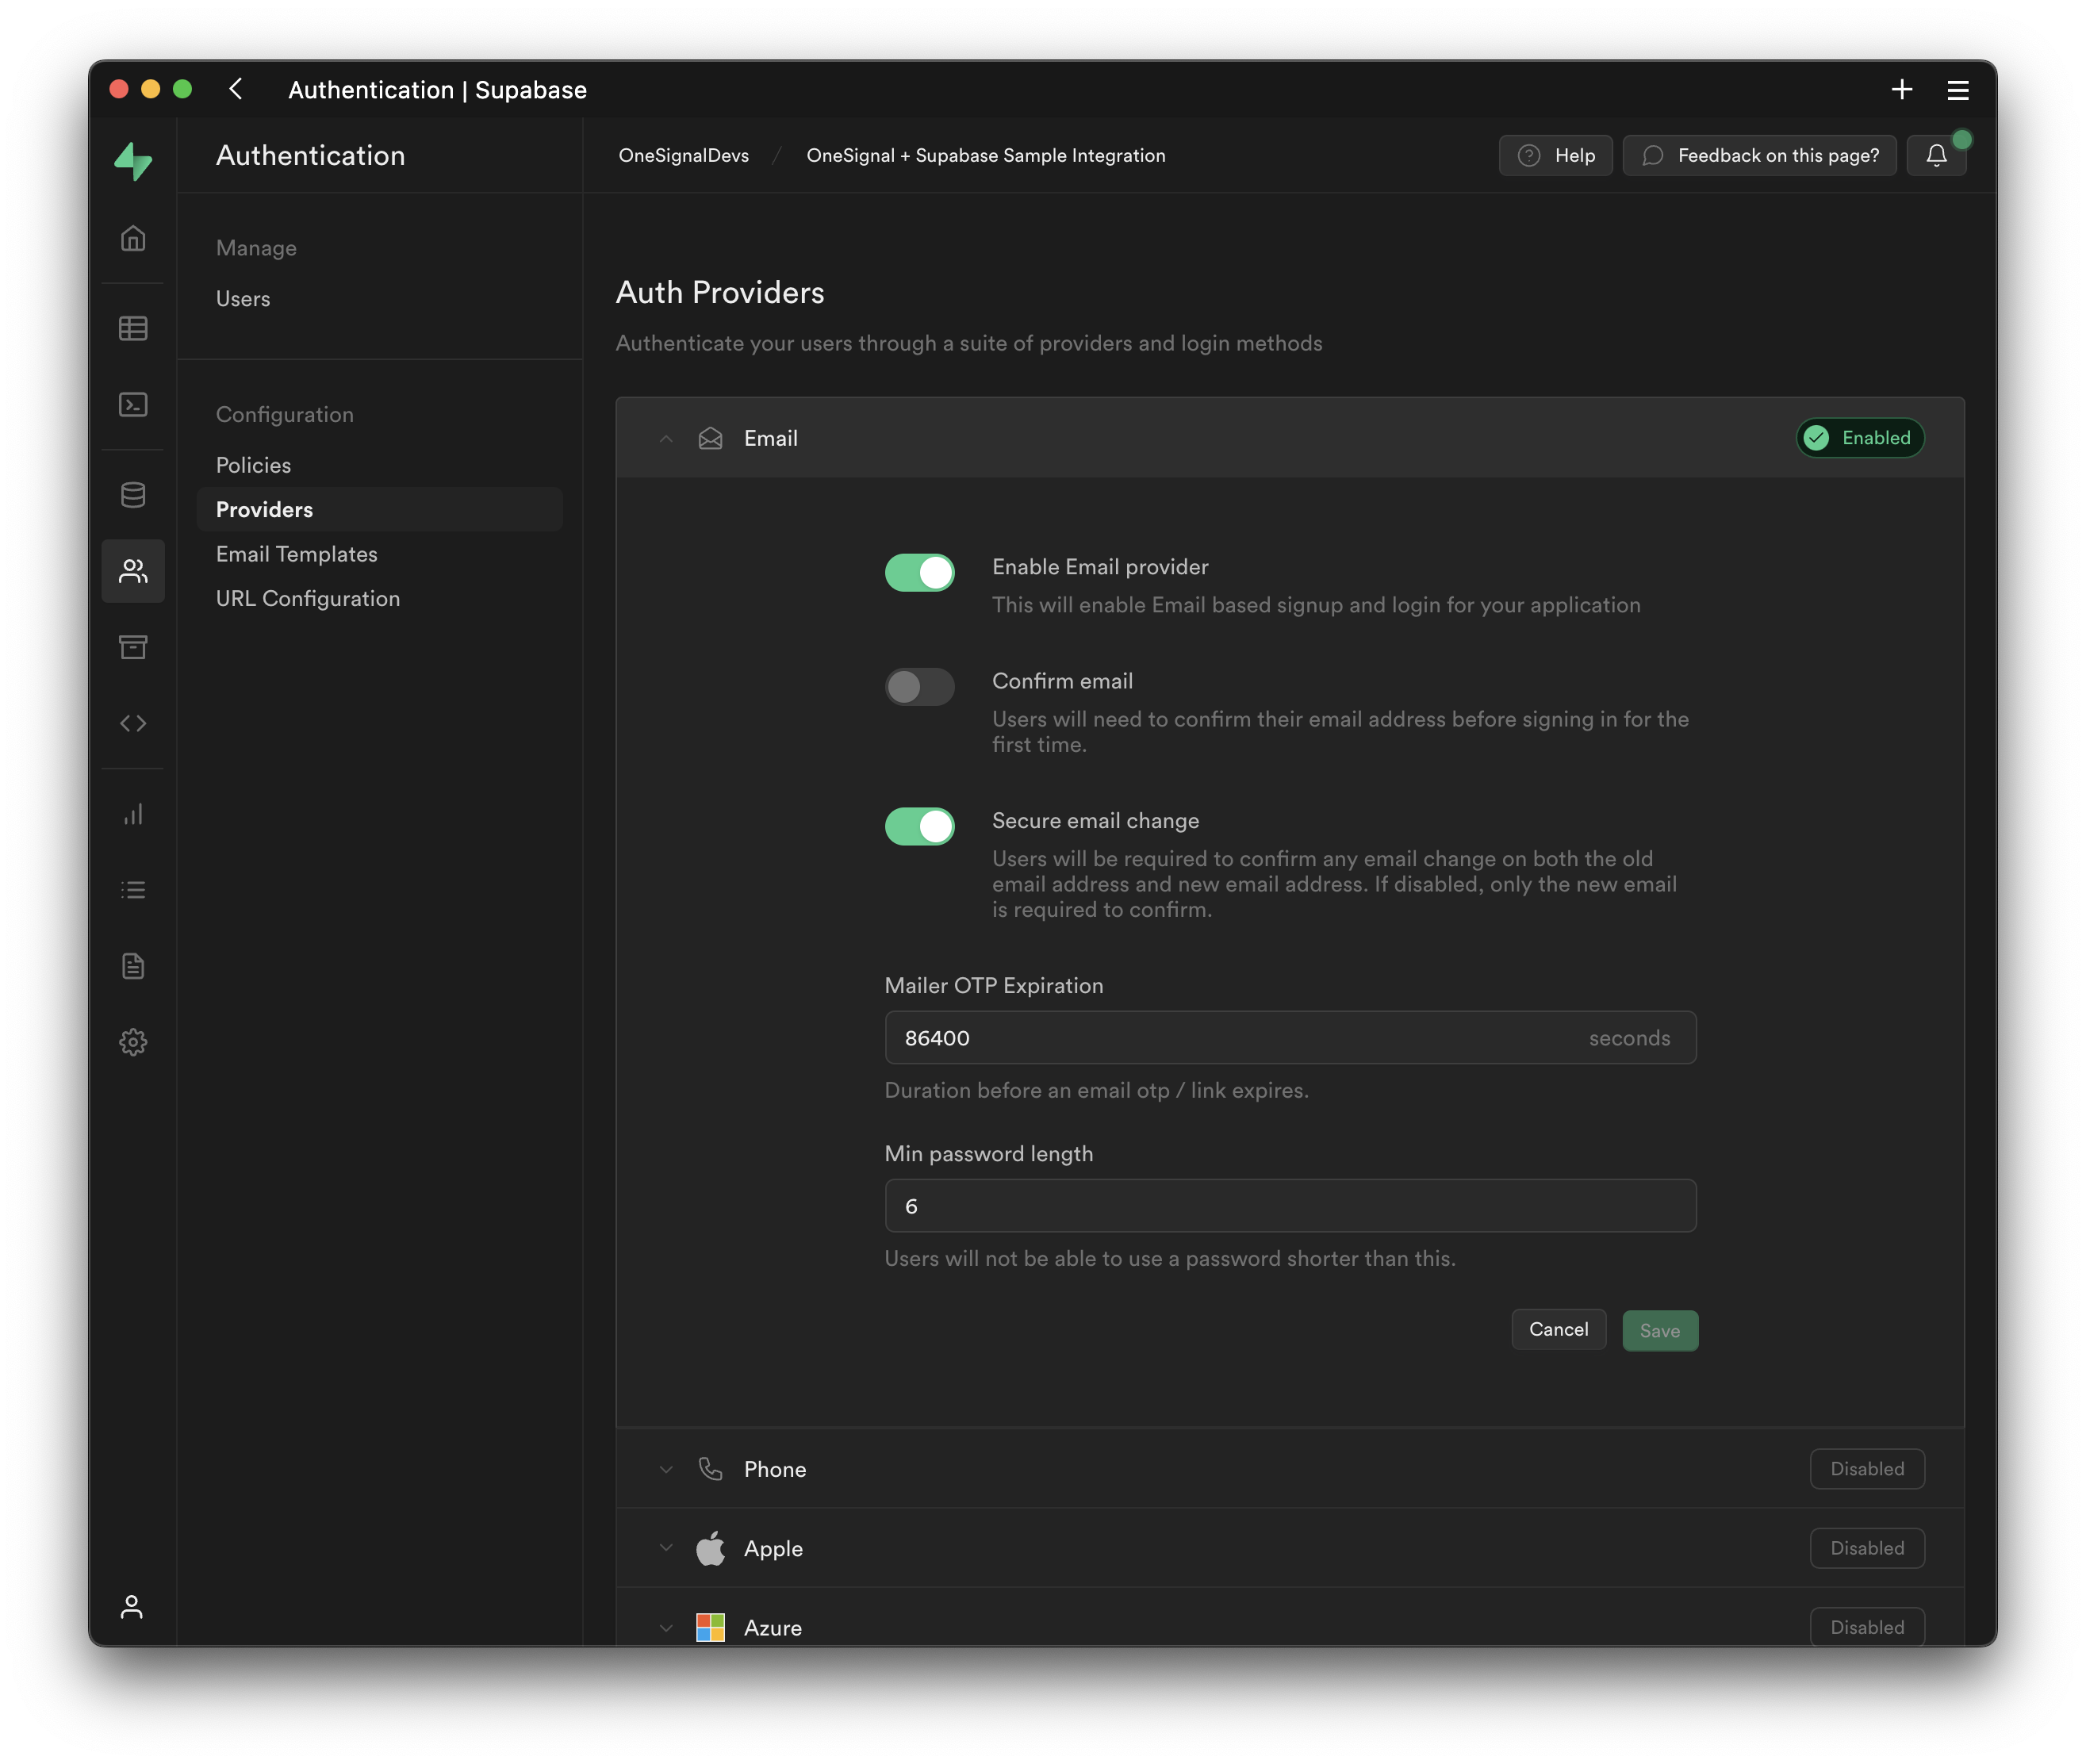 Authentication | Supabase
Authentication
OneSignalDevs / OneSignal + Supabase Sample Integration
Help
Feedback on this page?
Manage
Users
Configuration
Policies
Providers
Email Templates
URL Configuration
Auth Providers
Authenticate your users through a suite of providers and login methods
Email
Enabled
Enable Email provider
This will enable Email based signup and login for your application
Confirm email
Users will need to confirm their email address before signing in for the
first time.
Secure email change
Users will be required to confirm any email change on both the old
email address and new email address. If disabled, only the new email
is required to confirm.
Mailer OTP Expiration
86400 seconds
Duration before an email otp / link expires.
Min password length
6
Users will not be able to use a password shorter than this.
Cancel
Save
Phone
Disabled
Apple
Disabled
Azure
Disabled